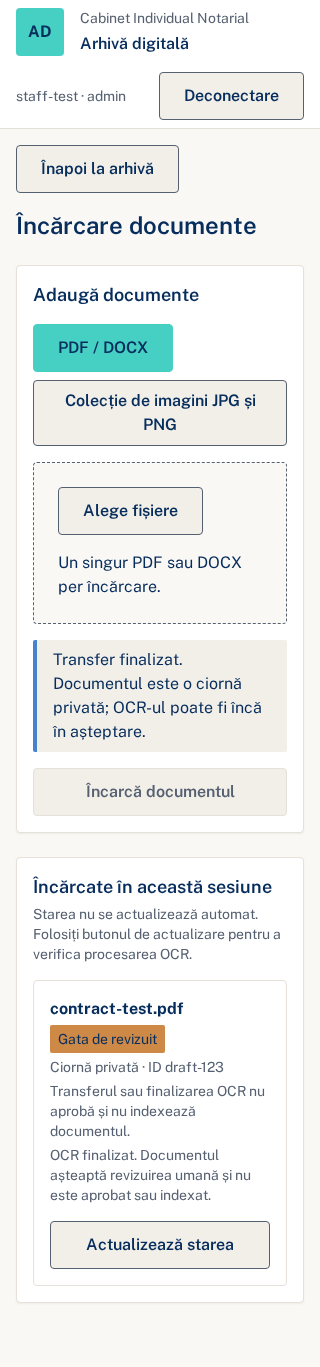 AD
Cabinet Individual Notarial
Arhivă digitală
staff-test · admin
Deconectare
Înapoi la arhivă
Încărcare documente
Adaugă documente
PDF / DOCX
Colecție de imagini JPG și
PNG
Alege fișiere
Un singur PDF sau DOCX
per încărcare.
Transfer finalizat.
Documentul este o ciornă
privată; OCR-ul poate fi încă
în așteptare.
Încarcă documentul
Încărcate în această sesiune
Starea nu se actualizează automat.
Folosiți butonul de actualizare pentru a
verifica procesarea OCR.
contract-test.pdf
Gata de revizuit
Ciornă privată · ID draft-123
Transferul sau finalizarea OCR nu
aprobă și nu indexează
documentul.
OCR finalizat. Documentul
așteaptă revizuirea umană și nu
este aprobat sau indexat.
Actualizează starea